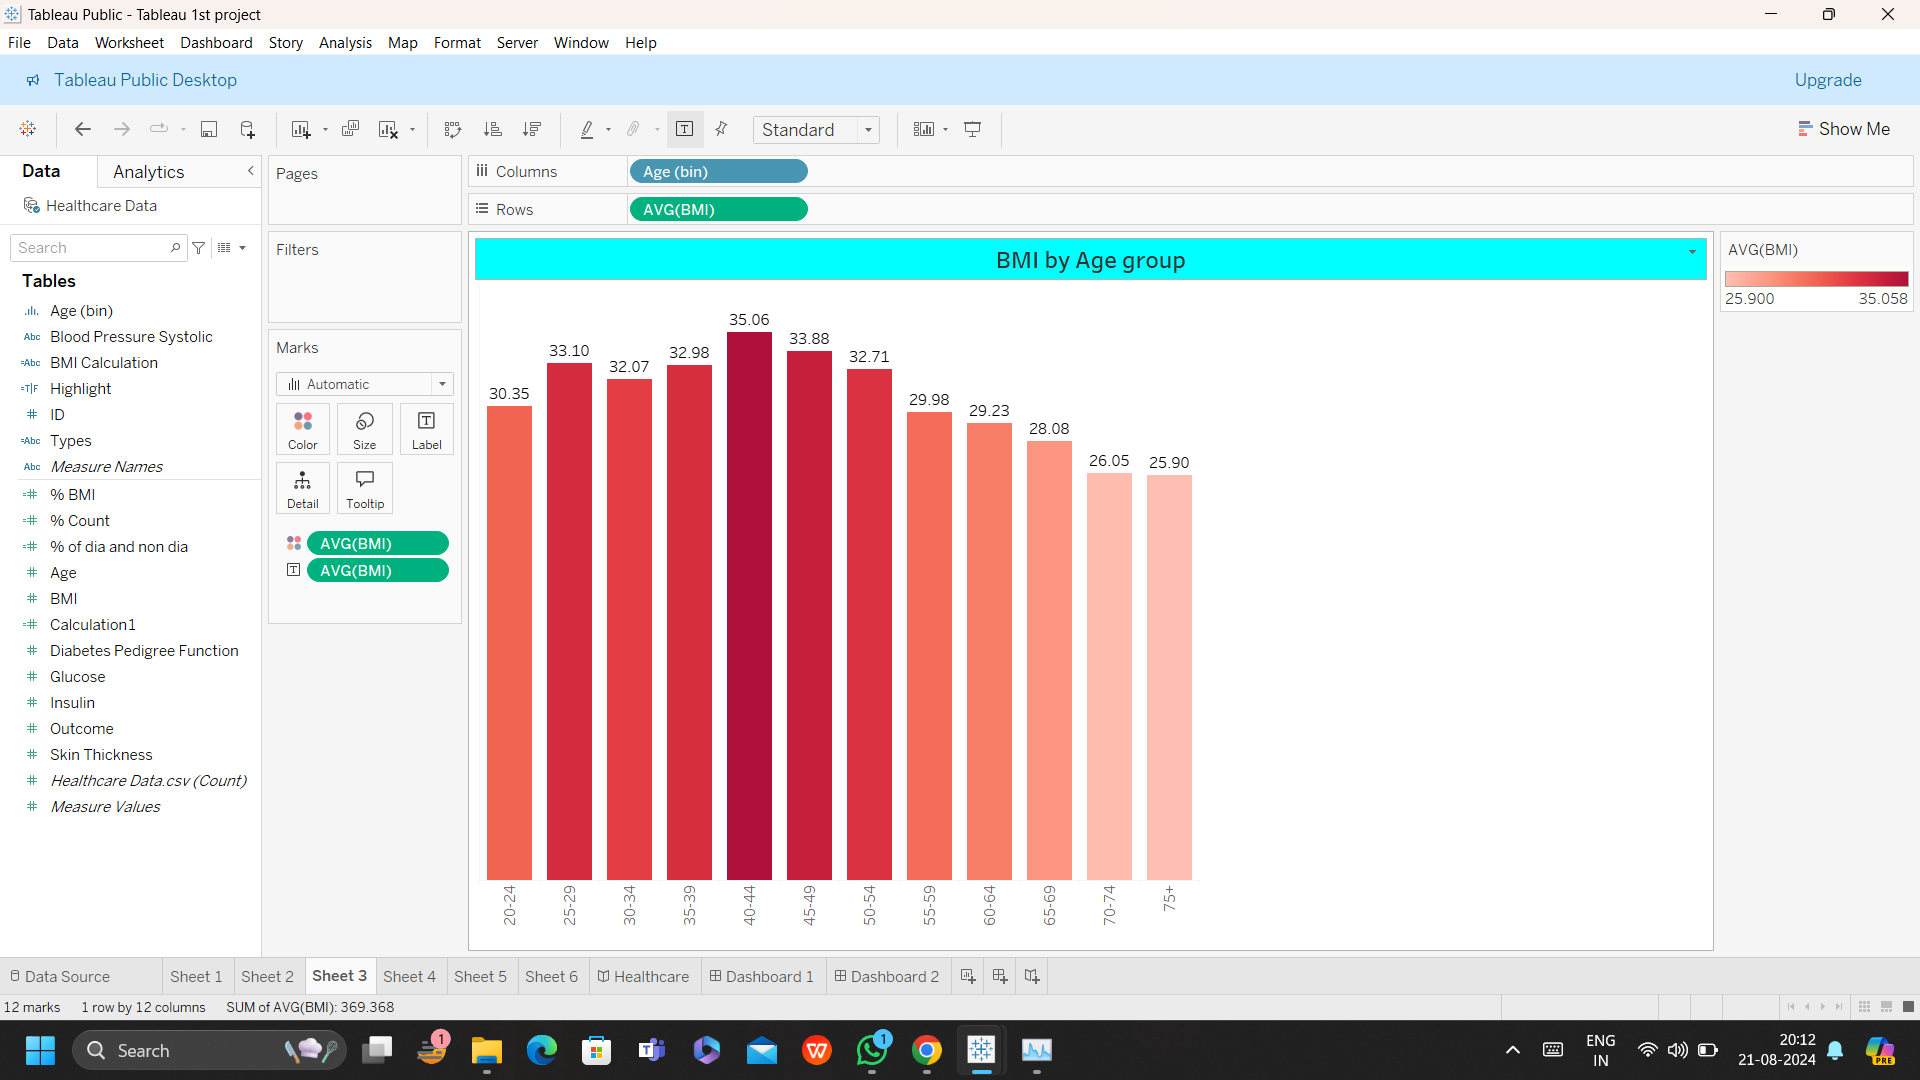 Tableau Public - Tableau 1st project
File Data Worksheet Dashboard Story Analysis Map Format Server Window Help
Tableau Public Desktop
Upgrade
Standard
Show Me
Data
Analytics
Healthcare Data
Search
Tables
Age (bin)
Abc Blood Pressure Systolic
=Abc BMI Calculation
=T|F Highlight
# ID
=Abc Types
Abc Measure Names
=# % BMI
=# % Count
=# % of dia and non dia
# Age
# BMI
=# Calculation1
# Diabetes Pedigree Function
# Glucose
# Insulin
# Outcome
# Skin Thickness
# Healthcare Data.csv (Count)
# Measure Values
Pages
Filters
Marks
Automatic
Color Size Label
Detail Tooltip
AVG(BMI)
AVG(BMI)
Columns Age (bin)
Rows AVG(BMI)
BMI by Age group
30.35 33.10 32.07 32.98 35.06 33.88 32.71 29.98 29.23 28.08 26.05 25.90
20-24 25-29 30-34 35-39 40-44 45-49 50-54 55-59 60-64 65-69 70-74 75+
AVG(BMI)
25.900 35.058
Data Source Sheet 1 Sheet 2 Sheet 3 Sheet 4 Sheet 5 Sheet 6 Healthcare Dashboard 1 Dashboard 2
12 marks 1 row by 12 columns SUM of AVG(BMI): 369.368
Search
1
1
ENG
IN
20:12
21-08-2024
PRE